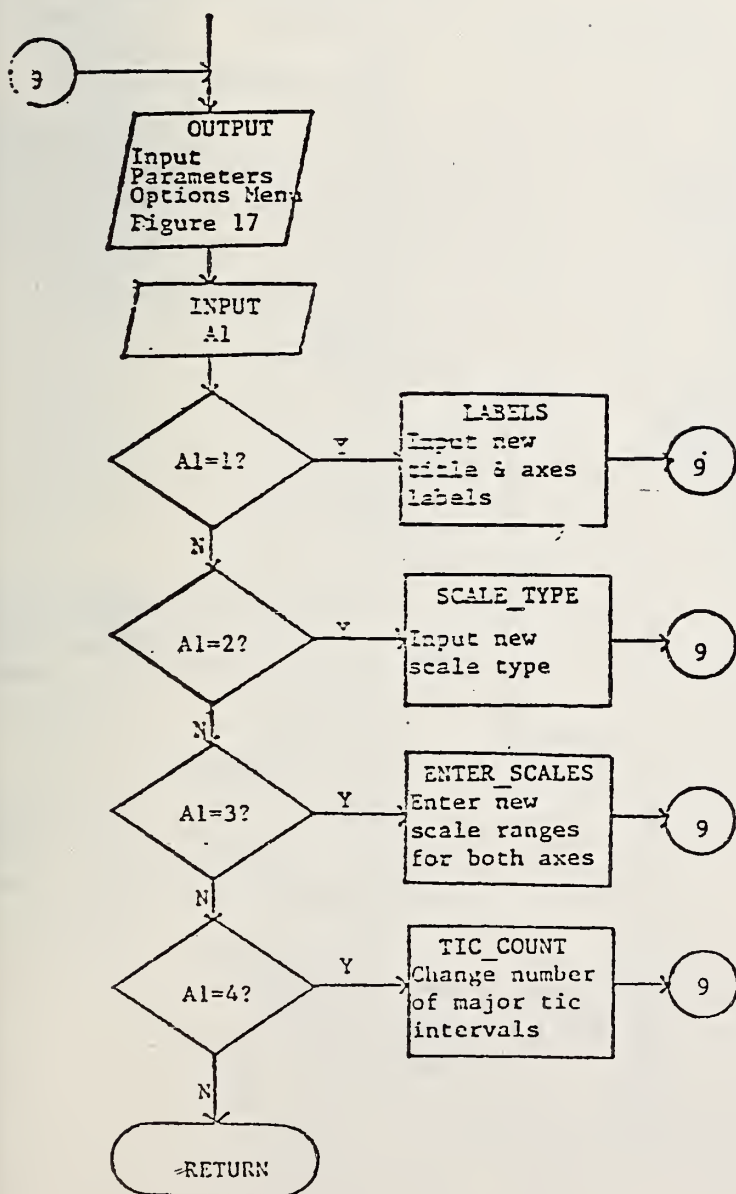 9
OUTPUT
Input
Parameters
Options Menu
Figure 17
INPUT
A1
A1=1?
Y
LABELS
Input new
title & axes
labels
9
N
A1=2?
Y
SCALE_TYPE
Input new
scale type
9
N
A1=3?
Y
ENTER_SCALES
Enter new
scale ranges
for both axes
9
N
A1=4?
Y
TIC_COUNT
Change number
of major tic
intervals
9
N
RETURN